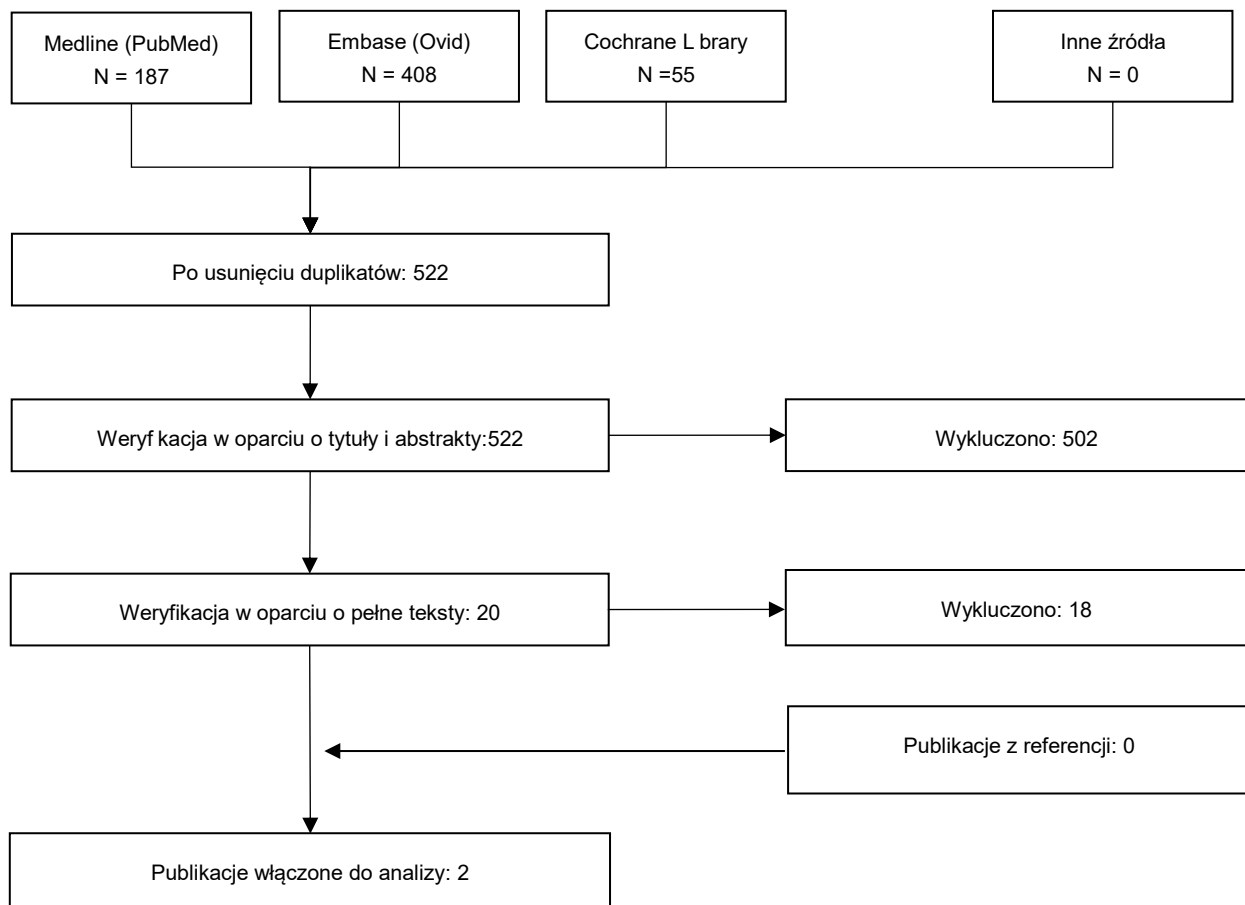 Medline (PubMed)
N = 187
Embase (Ovid)
N = 408
Cochrane L brary
N =55
Inne źródła
N = 0
Po usunięciu duplikatów: 522
Weryf kacja w oparciu o tytuły i abstrakty:522
Wykluczono: 502
Weryfikacja w oparciu o pełne teksty: 20
Wykluczono: 18
Publikacje z referencji: 0
Publikacje włączone do analizy: 2